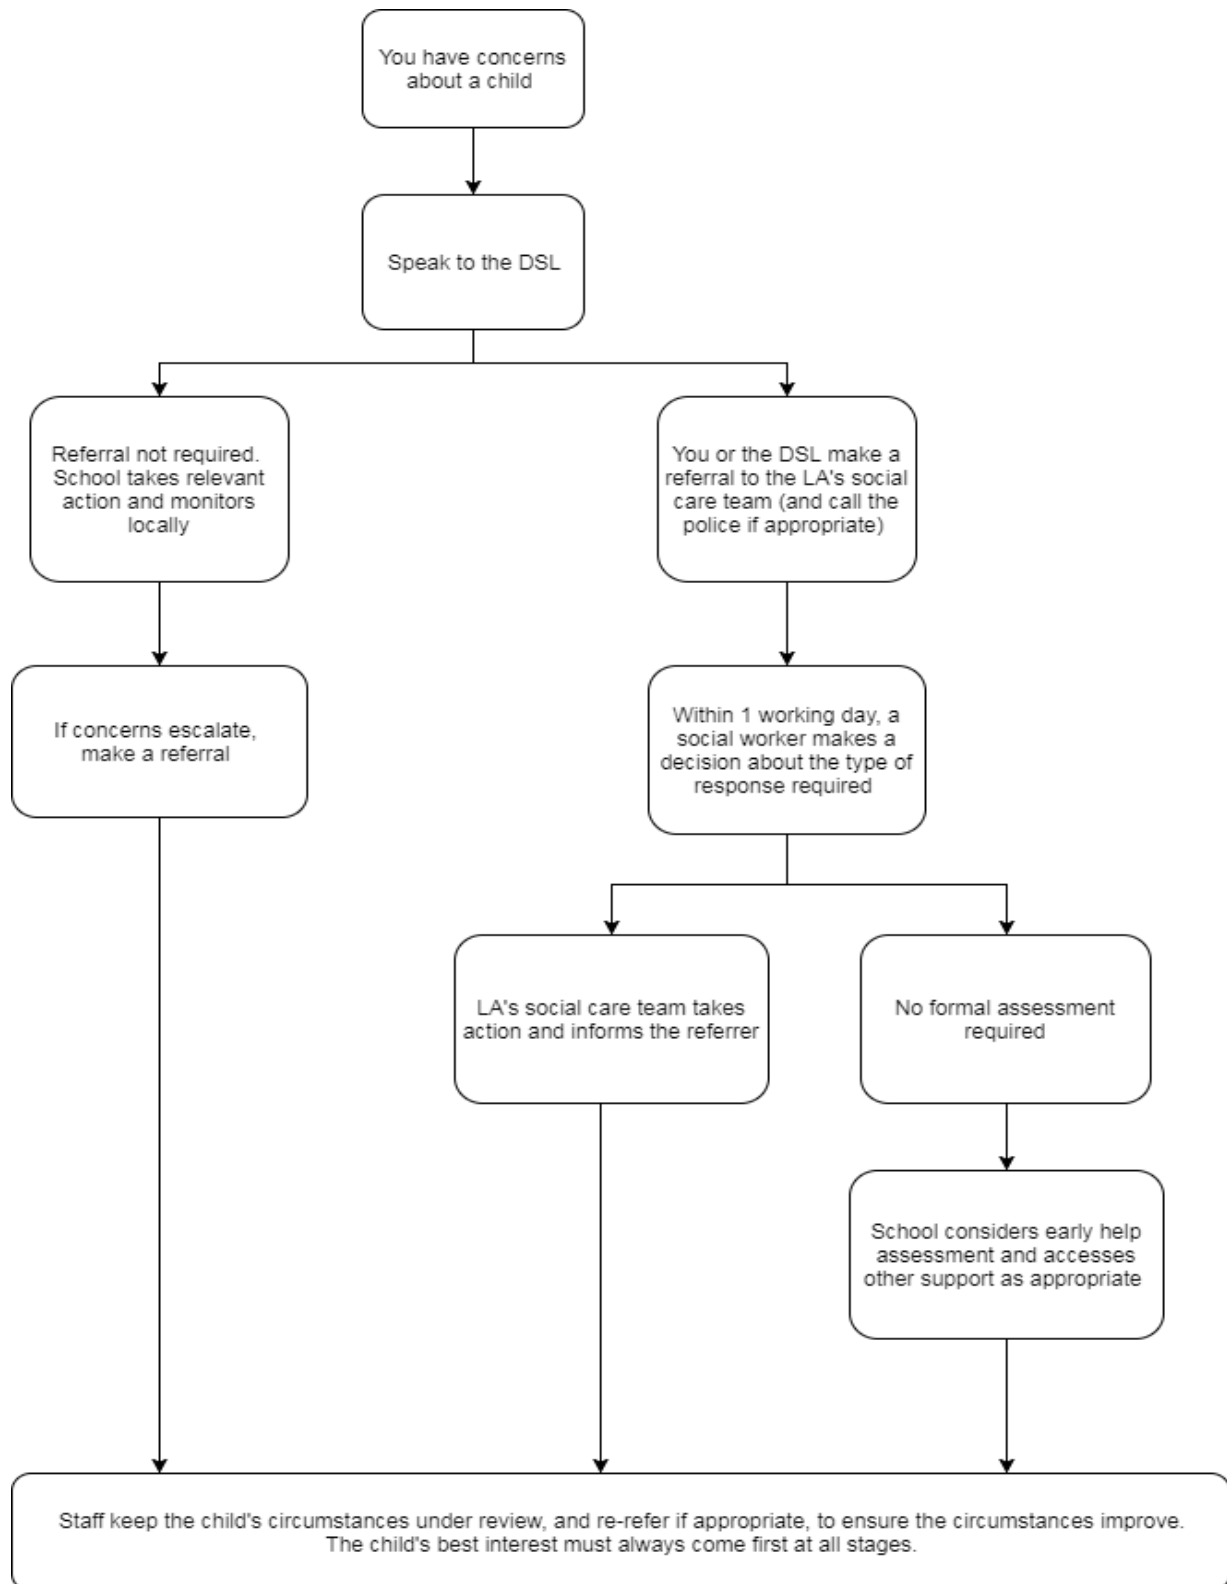 You have concerns
about a child
Speak to the DSL
Referral not required.
School takes relevant
action and monitors
locally
You or the DSL make a
referral to the LA's social
care team (and call the
police if appropriate)
If concerns escalate,
make a referral
Within 1 working day, a
social worker makes a
decision about the type of
response required
LA's social care team takes
action and informs the referrer
No formal assessment
required
School considers early help
assessment and accesses
other support as appropriate
Staff keep the child's circumstances under review, and re-refer if appropriate, to ensure the circumstances improve.
The child's best interest must always come first at all stages.